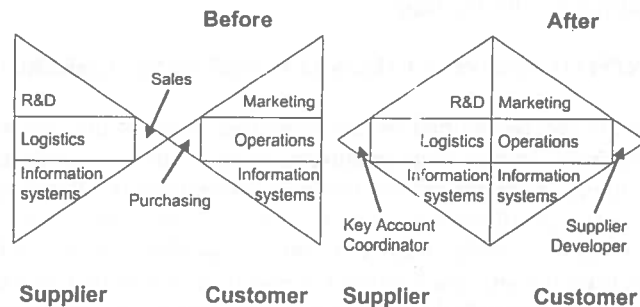 Before
After
Sales
R&D
Marketing
Logistics
Operations
Information
systems
Information
systems
Purchasing
R&D
Marketing
Logistics
Operations
Information
systems
Information
systems
Key Account
Coordinator
Supplier
Developer
Supplier
Customer
Supplier
Customer